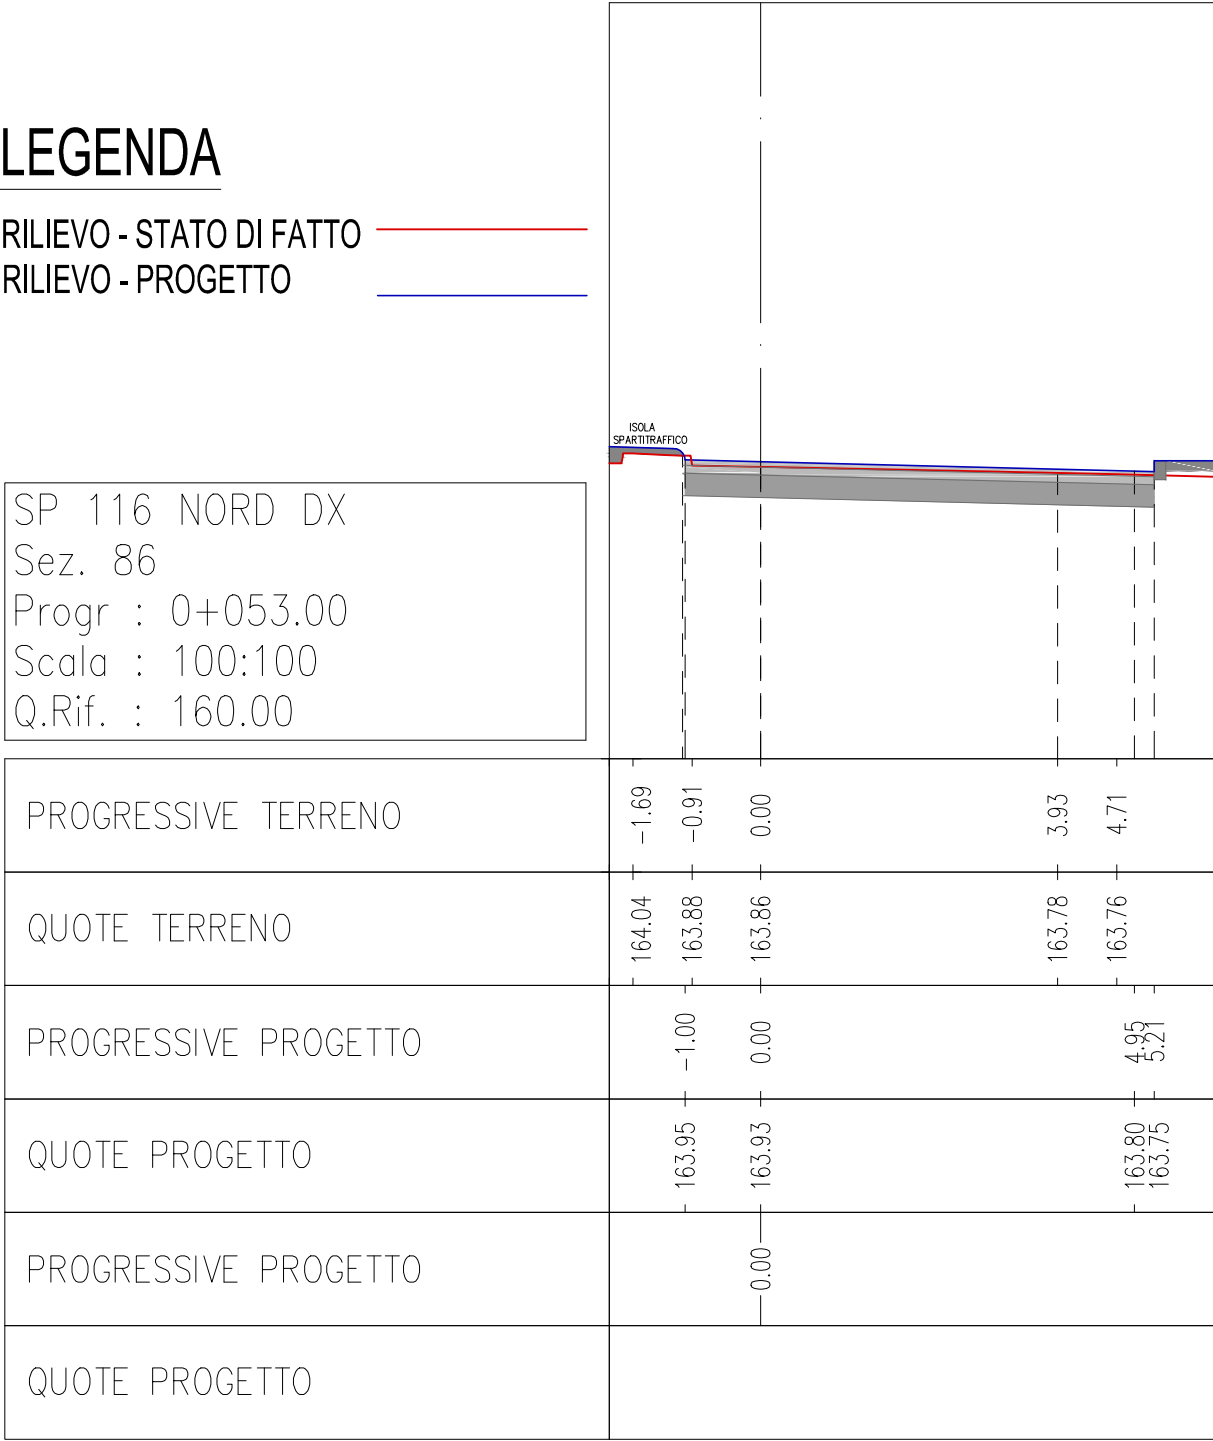 LEGENDA
RILIEVO - STATO DI FATTO
RILIEVO - PROGETTO
ISOLA
SPARTITRAFFICO
SP 116 NORD DX
Sez. 86
Progr : 0+053.00
Scala : 100:100
Q.Rif. : 160.00
PROGRESSIVE TERRENO -1.69 -0.91 0.00 3.93 4.71
QUOTE TERRENO 164.04 163.88 163.86 163.78 163.76
PROGRESSIVE PROGETTO -1.00 0.00 4.95 5.21
QUOTE PROGETTO 163.95 163.93 163.80 163.75
PROGRESSIVE PROGETTO 0.00
QUOTE PROGETTO